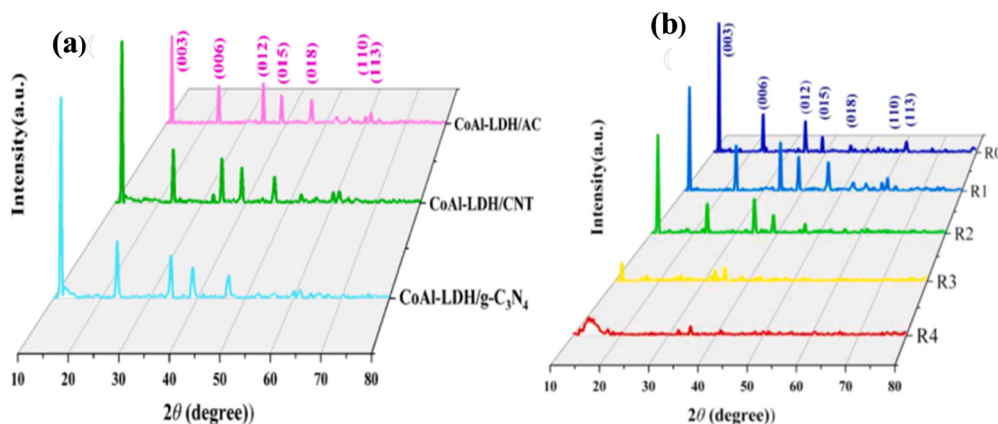 (a)
Intensity(a.u.)
(003)
(006)
(012)
(015)
(018)
(110)
(113)
CoAl-LDH/AC
CoAl-LDH/CNT
CoAl-LDH/g-C₃N₄
10 20 30 40 50 60 70 80
2θ (degree))
(b)
Intensity(a.u.)
(003)
(006)
(012)
(015)
(018)
(110)
(113)
R0
R1
R2
R3
R4
10 20 30 40 50 60 70 80
2θ (degree))